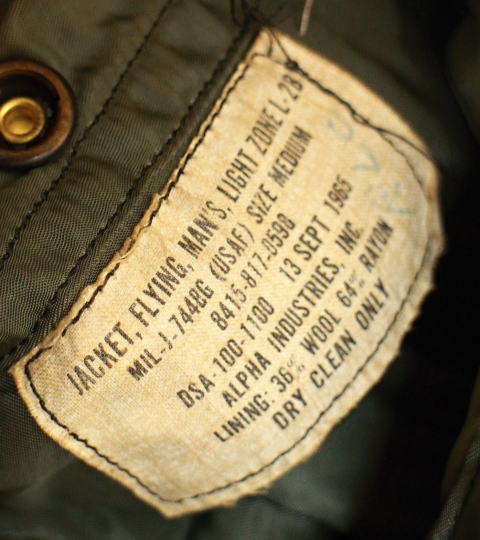 JACKET, FLYING, MAN'S, LIGHT ZONE L-2B
MIL-J-7448G (USAF) SIZE MEDIUM
8415-817-0598
DSA 100-1100 13 SEPT 1965
ALPHA INDUSTRIES, INC.
LINING: 36% WOOL 64% RAYON
DRY CLEAN ONLY